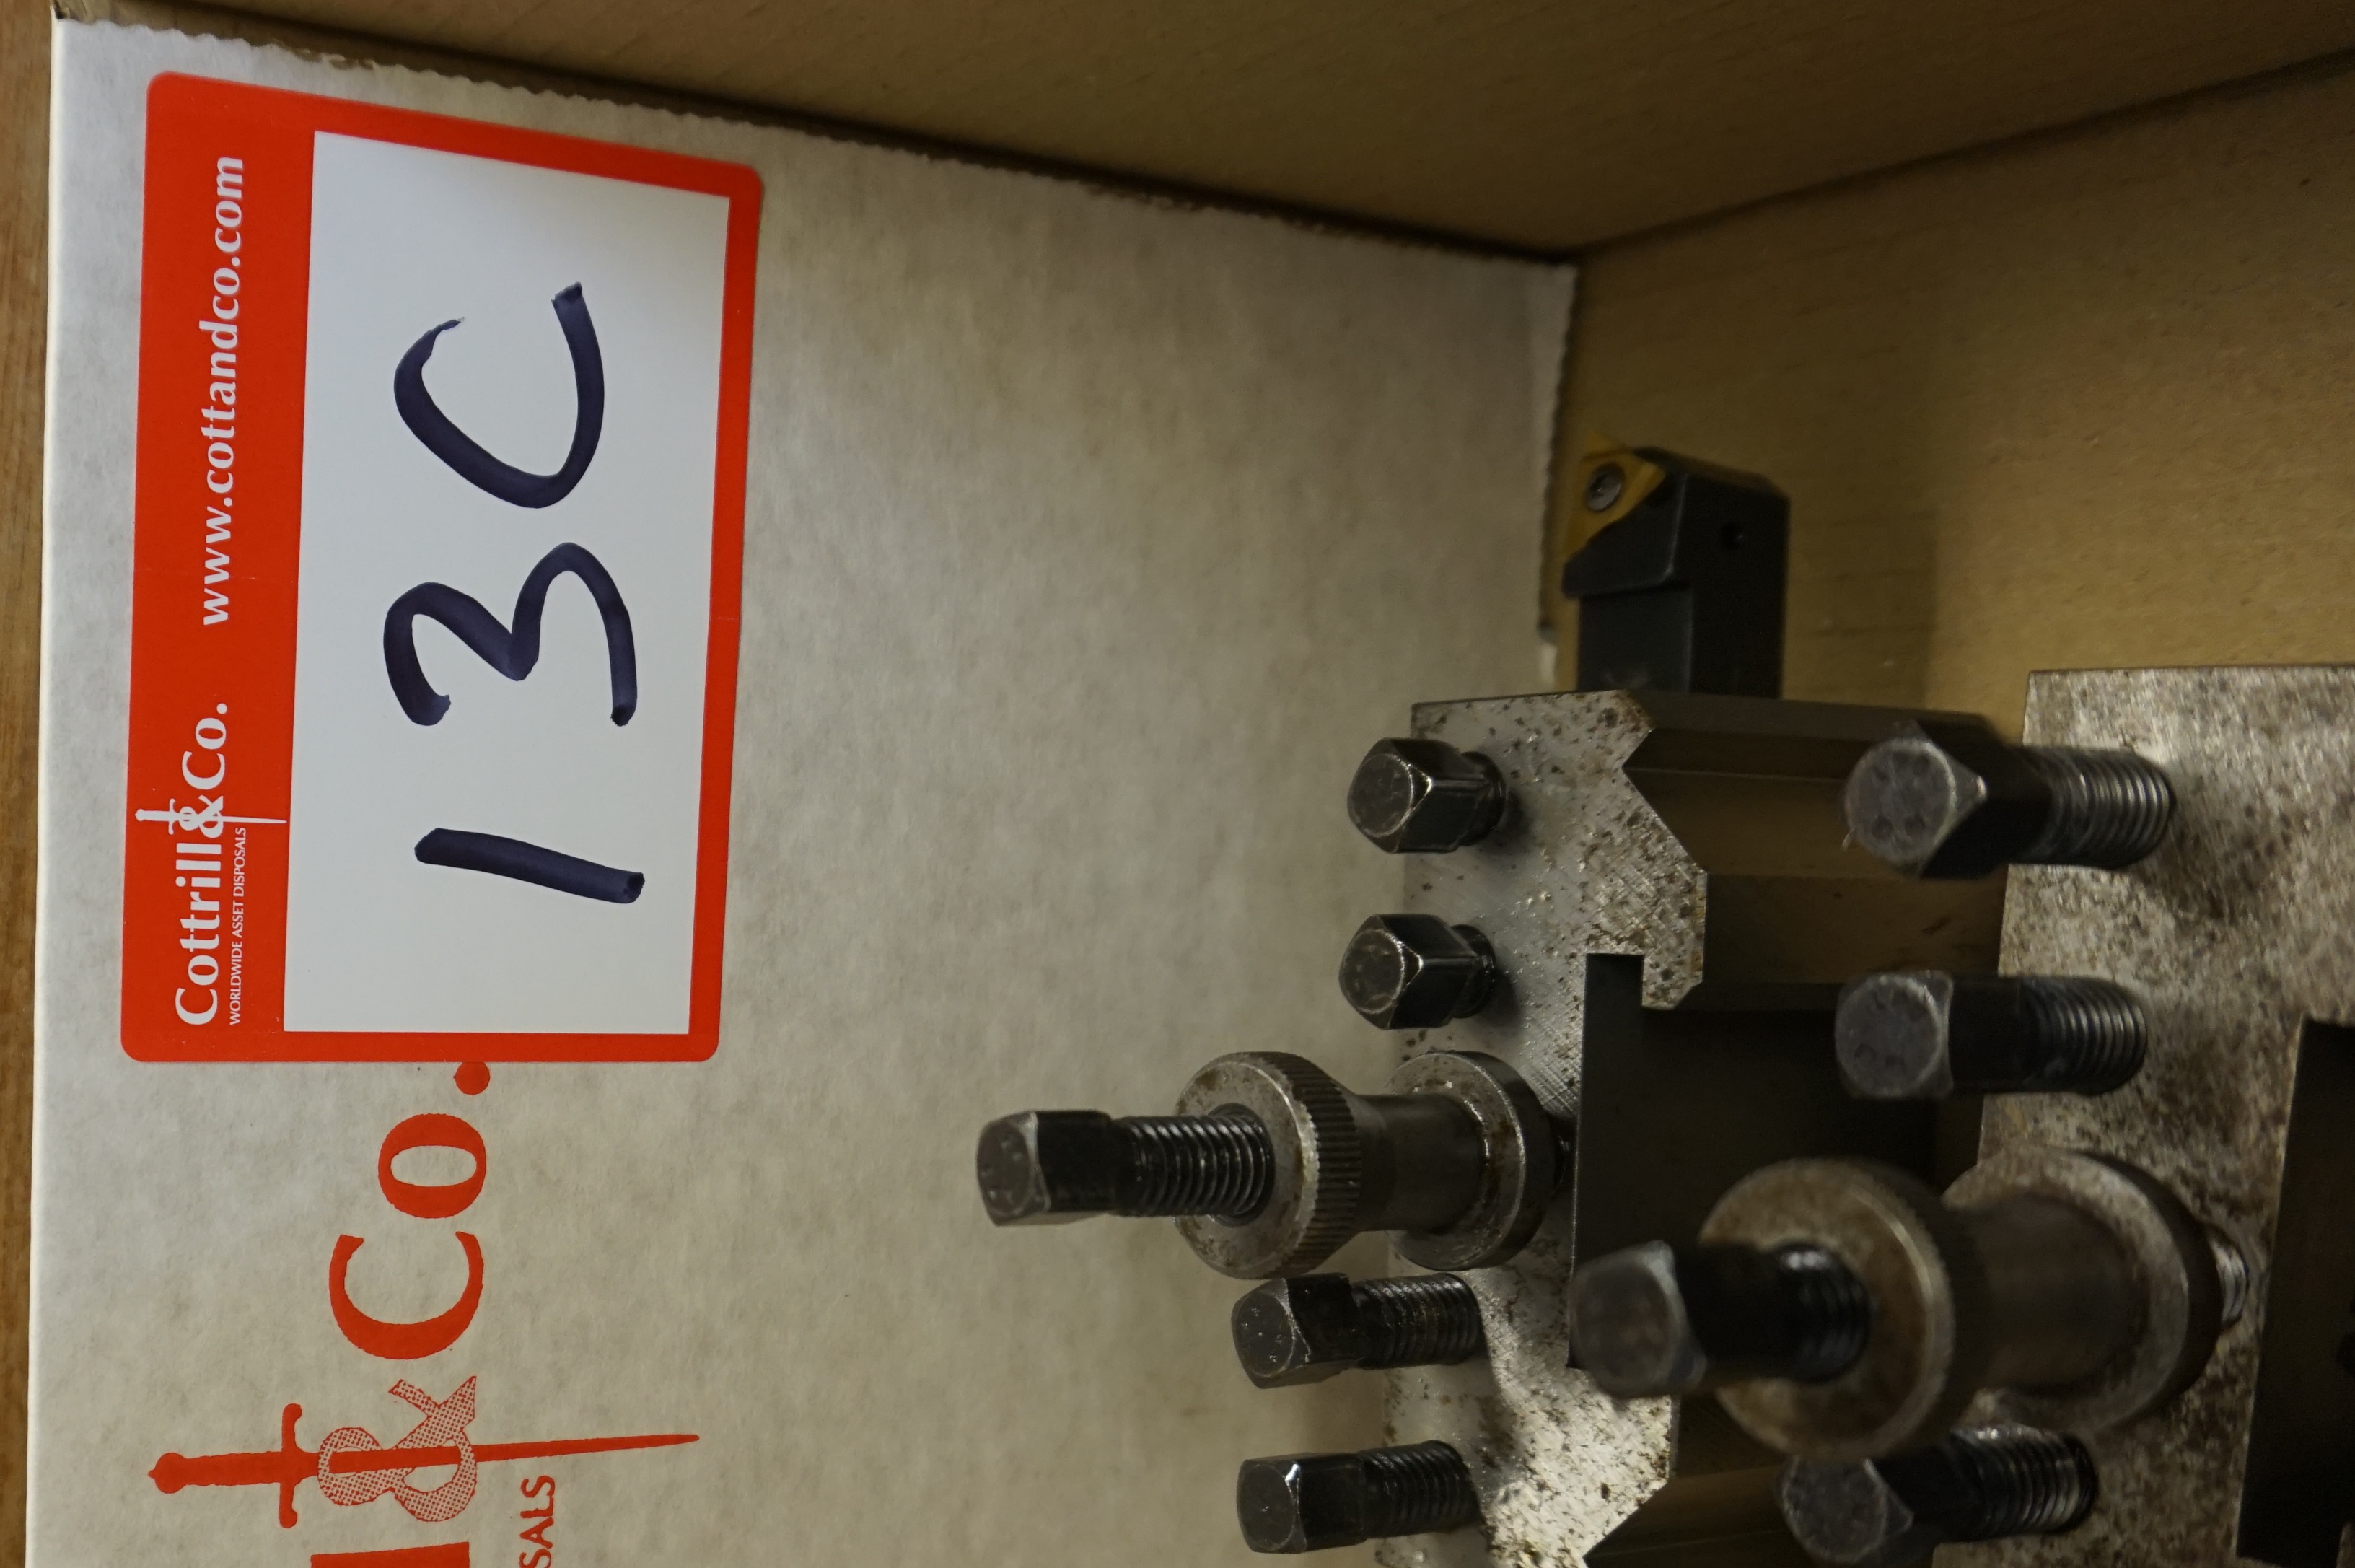 Cottrill&Co. www.cottandco.com
WORLDWIDE ASSET DISPOSALS
13C
& Co.
SALS